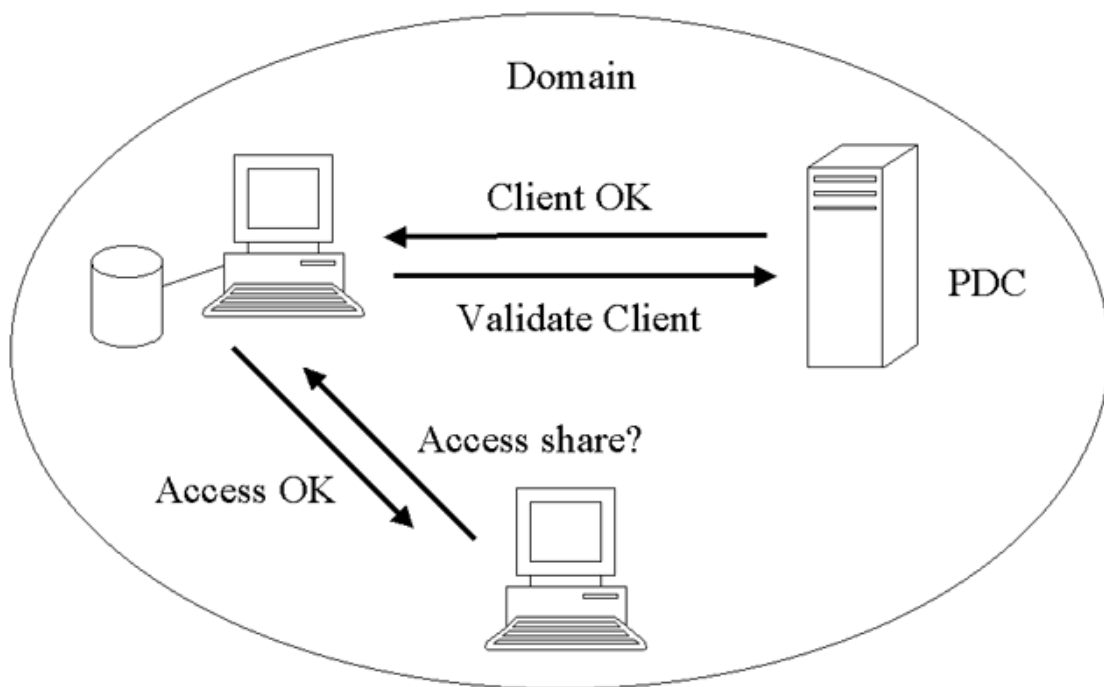 Domain
Client OK
Validate Client
PDC
Access share?
Access OK